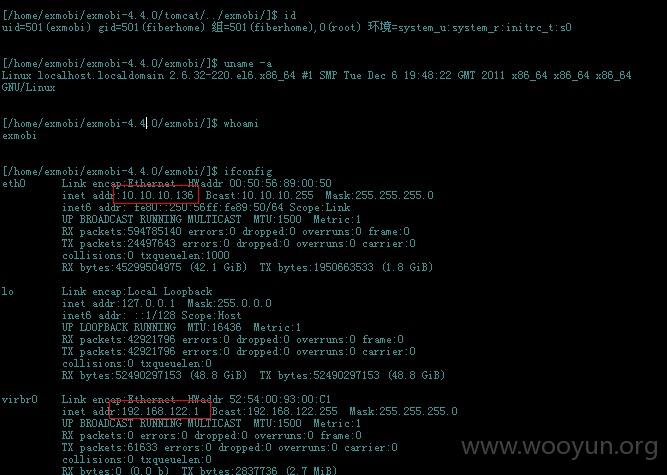 [/home/exmobi/exmobi-4.4.0/tomcat/../exmobi/]$ id
uid=501(exmobi) gid=501(fiberhome) 组=501(fiberhome),0(root) 环境=system_u:system_r:initrc_t:s0
[/home/exmobi/exmobi-4.4.0/exmobi/]$ uname -a
Linux localhost.localdomain 2.6.32-220.el6.x86_64 #1 SMP Tue Dec 6 19:48:22 GMT 2011 x86_64 x86_64 x86_64
GNU/Linux
[/home/exmobi/exmobi-4.4.0/exmobi/]$ whoami
exmobi
[/home/exmobi/exmobi-4.4.0/exmobi/]$ ifconfig
eth0 Link encap:Ethernet HWaddr 00:50:56:89:00:50
inet addr:10.10.10.136 Bcast:10.10.10.255 Mask:255.255.255.0
inet6 addr: fe80::250:56ff:fe89:50/64 Scope:Link
UP BROADCAST RUNNING MULTICAST MTU:1500 Metric:1
RX packets:594785140 errors:0 dropped:0 overruns:0 frame:0
TX packets:24497643 errors:0 dropped:0 overruns:0 carrier:0
collisions:0 txqueuelen:1000
RX bytes:45299504975 (42.1 GiB) TX bytes:1950663533 (1.8 GiB)
lo Link encap:Local Loopback
inet addr:127.0.0.1 Mask:255.0.0.0
inet6 addr: ::1/128 Scope:Host
UP LOOPBACK RUNNING MTU:16436 Metric:1
RX packets:42921796 errors:0 dropped:0 overruns:0 frame:0
TX packets:42921796 errors:0 dropped:0 overruns:0 carrier:0
collisions:0 txqueuelen:0
RX bytes:52490297153 (48.8 GiB) TX bytes:52490297153 (48.8 GiB)
virbr0 Link encap:Ethernet HWaddr 52:54:00:93:00:C1
inet addr:192.168.122.1 Bcast:192.168.122.255 Mask:255.255.255.0
UP BROADCAST RUNNING MULTICAST MTU:1500 Metric:1
RX packets:0 errors:0 dropped:0 overruns:0 frame:0
TX packets:61633 errors:0 dropped:0 overruns:0 carrier:0
collisions:0 txqueuelen:0
RX bytes:0 (0.0 b) TX bytes:2837736 (2.7 MiB)
www.wooyun.org